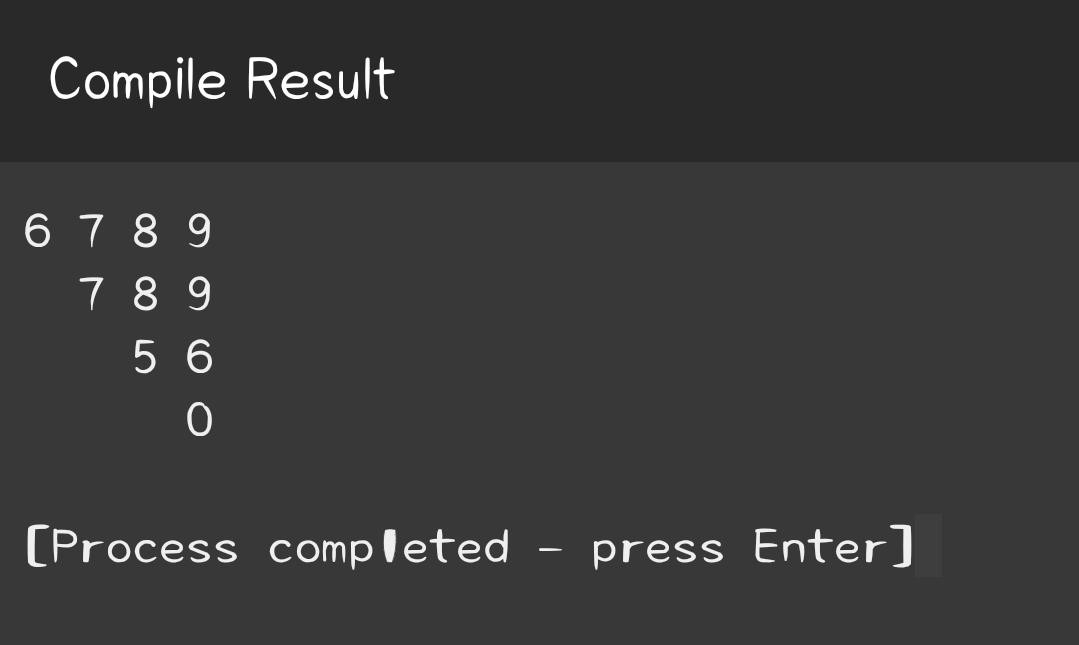 Compile Result
6 7 8 9
  7 8 9
    5 6
      0
[Process completed - press Enter]